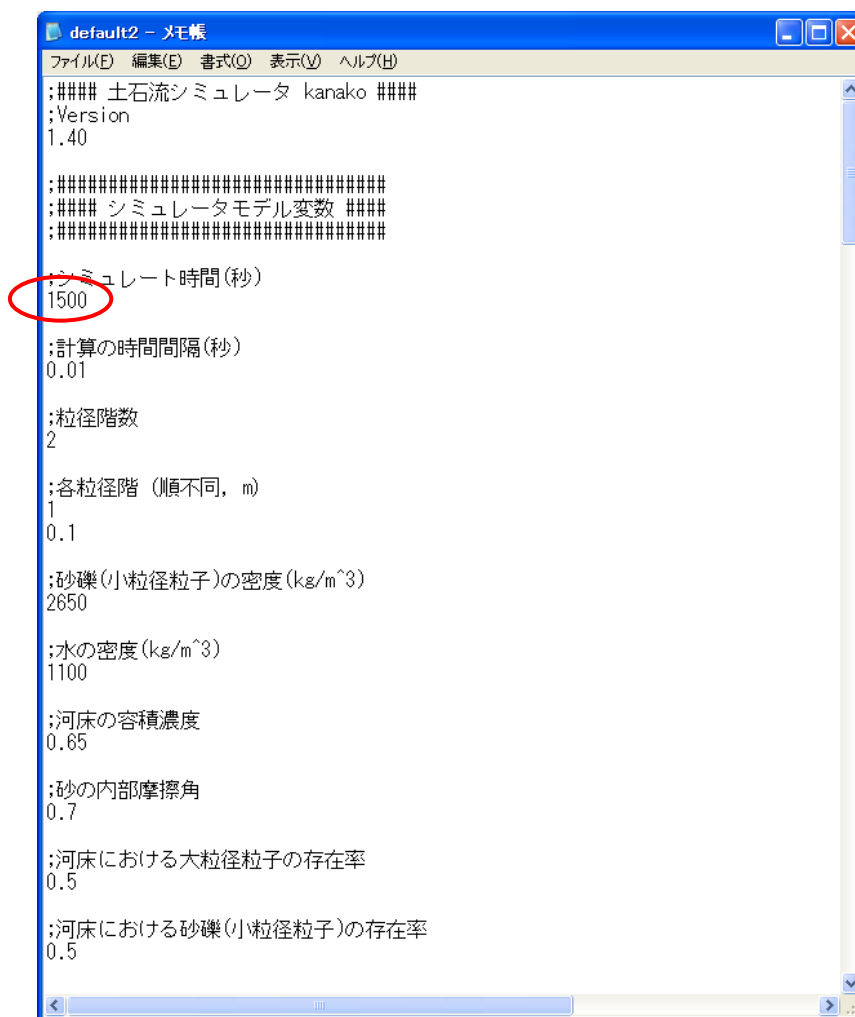 default2 - メモ帳
ファイル(F) 編集(E) 書式(O) 表示(V) ヘルプ(H)
;#### 土石流シミュレータ kanako ####
;Version
1.40
;################################
;#### シミュレータモデル変数 ####
;################################
;シミュレート時間(秒)
1500
;計算の時間間隔(秒)
0.01
;粒径階数
2
;各粒径階 (順不同, m)
1
0.1
;砂礫(小粒径粒子)の密度(kg/m^3)
2650
;水の密度(kg/m^3)
1100
;河床の容積濃度
0.65
;砂の内部摩擦角
0.7
;河床における大粒径粒子の存在率
0.5
;河床における砂礫(小粒径粒子)の存在率
0.5